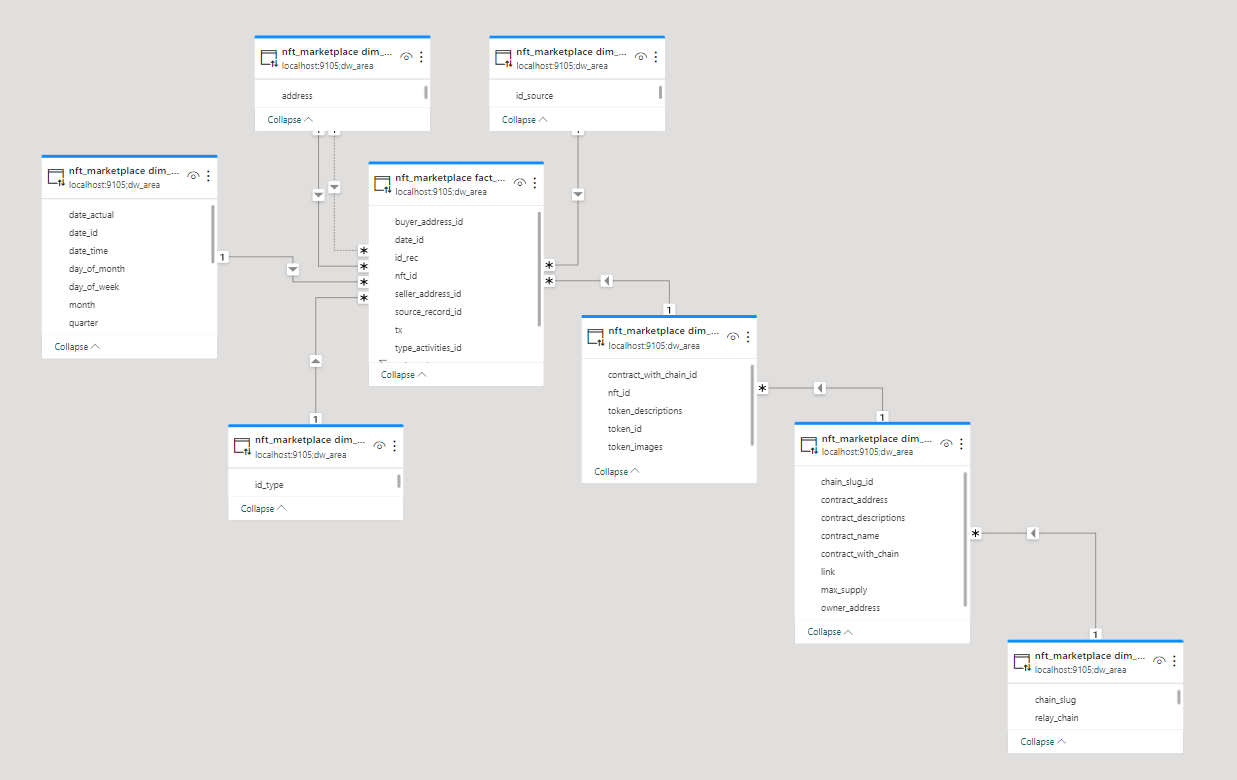 nft_marketplace dim_...
localhost:9105;dw_area
address
Collapse
nft_marketplace dim_...
localhost:9105;dw_area
id_source
Collapse
nft_marketplace dim_...
localhost:9105;dw_area
date_actual
date_id
date_time
day_of_month
day_of_week
month
quarter
Collapse
1
nft_marketplace fact_...
localhost:9105;dw_area
buyer_address_id
date_id
id_rec
nft_id
seller_address_id
source_record_id
tx
type_activities_id
Collapse
*
*
*
*
*
*
1
nft_marketplace dim_...
localhost:9105;dw_area
contract_with_chain_id
nft_id
token_descriptions
token_id
token_images
Collapse
*
1
nft_marketplace dim_...
localhost:9105;dw_area
id_type
Collapse
1
nft_marketplace dim_...
localhost:9105;dw_area
chain_slug_id
contract_address
contract_descriptions
contract_name
contract_with_chain
link
max_supply
owner_address
Collapse
*
1
nft_marketplace dim_...
localhost:9105;dw_area
chain_slug
relay_chain
Collapse